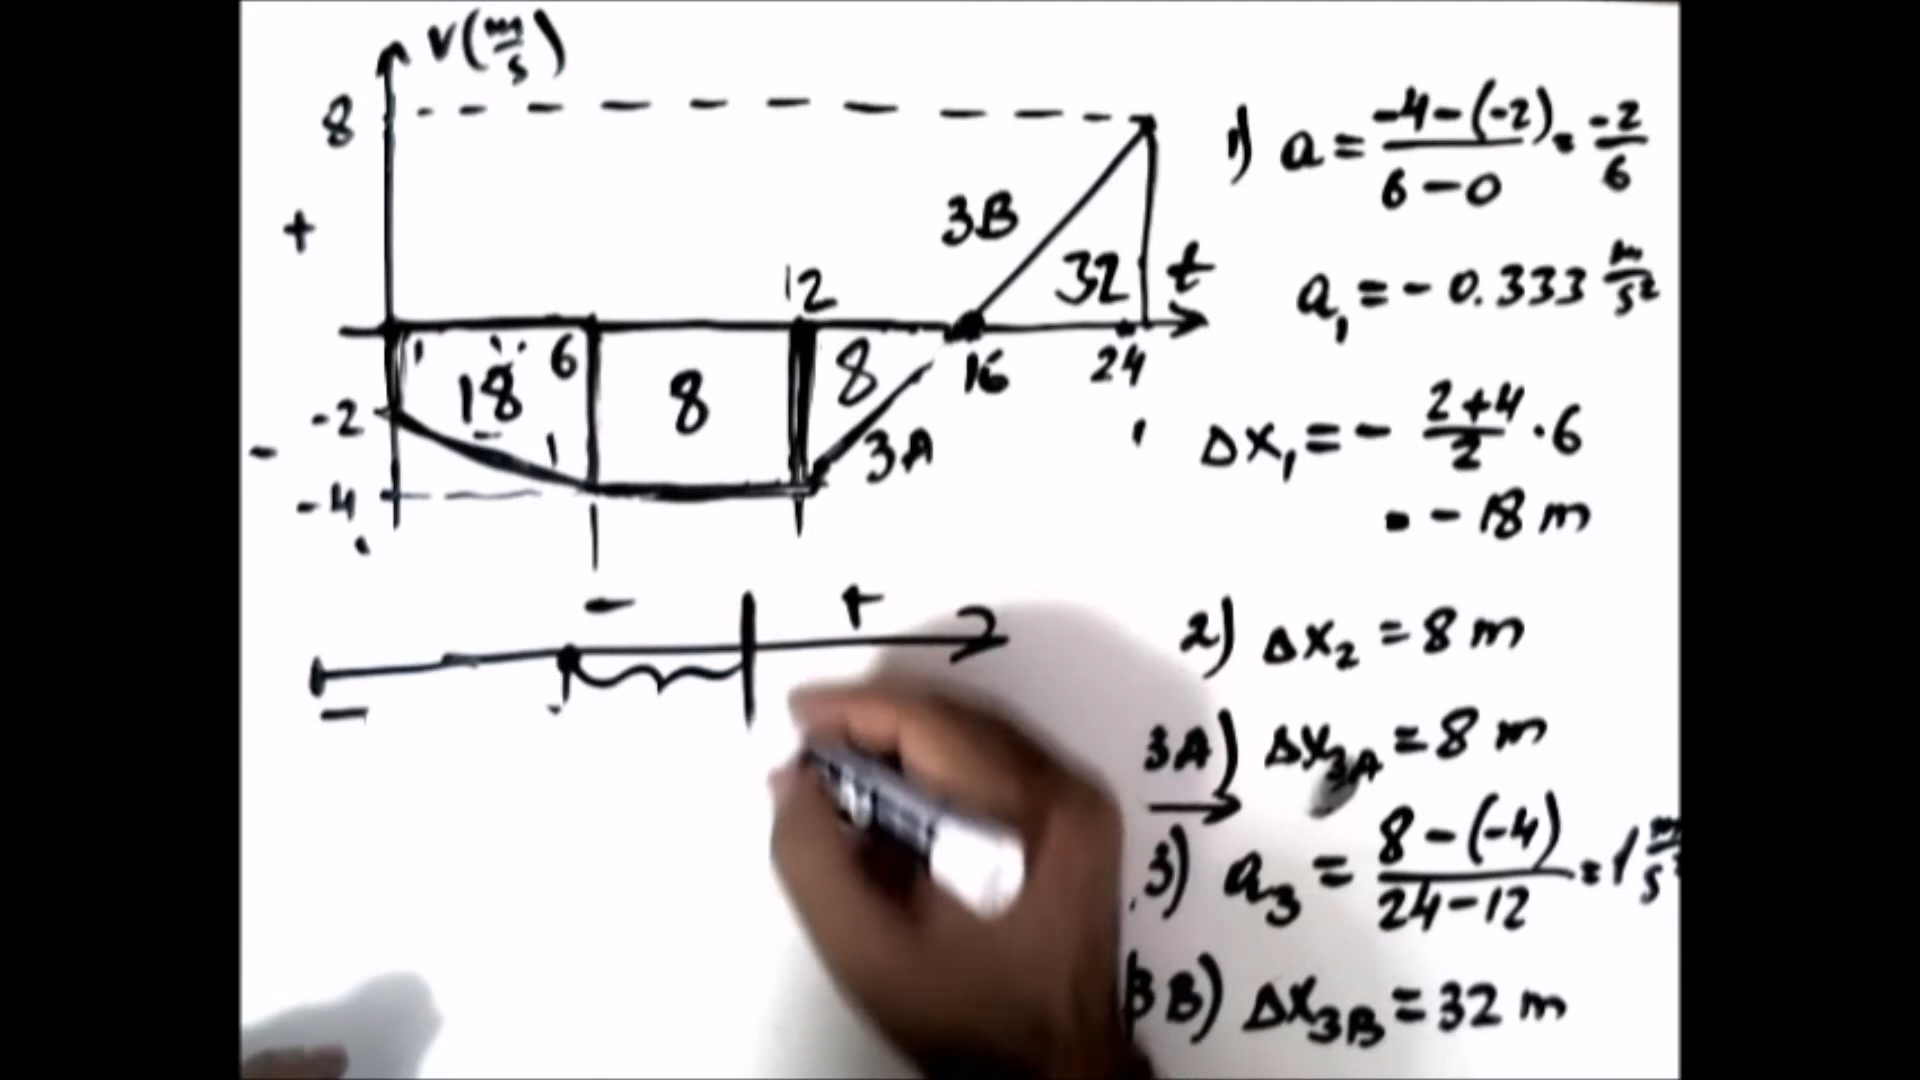 v(m/s)
8
+
3B
32
t
12
6
18
8
8
16
24
-2
3A
-
-4
-
+
-
1) a = -4-(-2)/6-0 = -2/6
a₁ = -0.333 m/s²
Δx₁ = - 2+4/2 · 6
= -18 m
2) Δx₂ = 8 m
3A) Δx₃A = 8 m
3) a₃ = 8-(-4)/24-12 = 1 m/s
3B) Δx₃B = 32 m